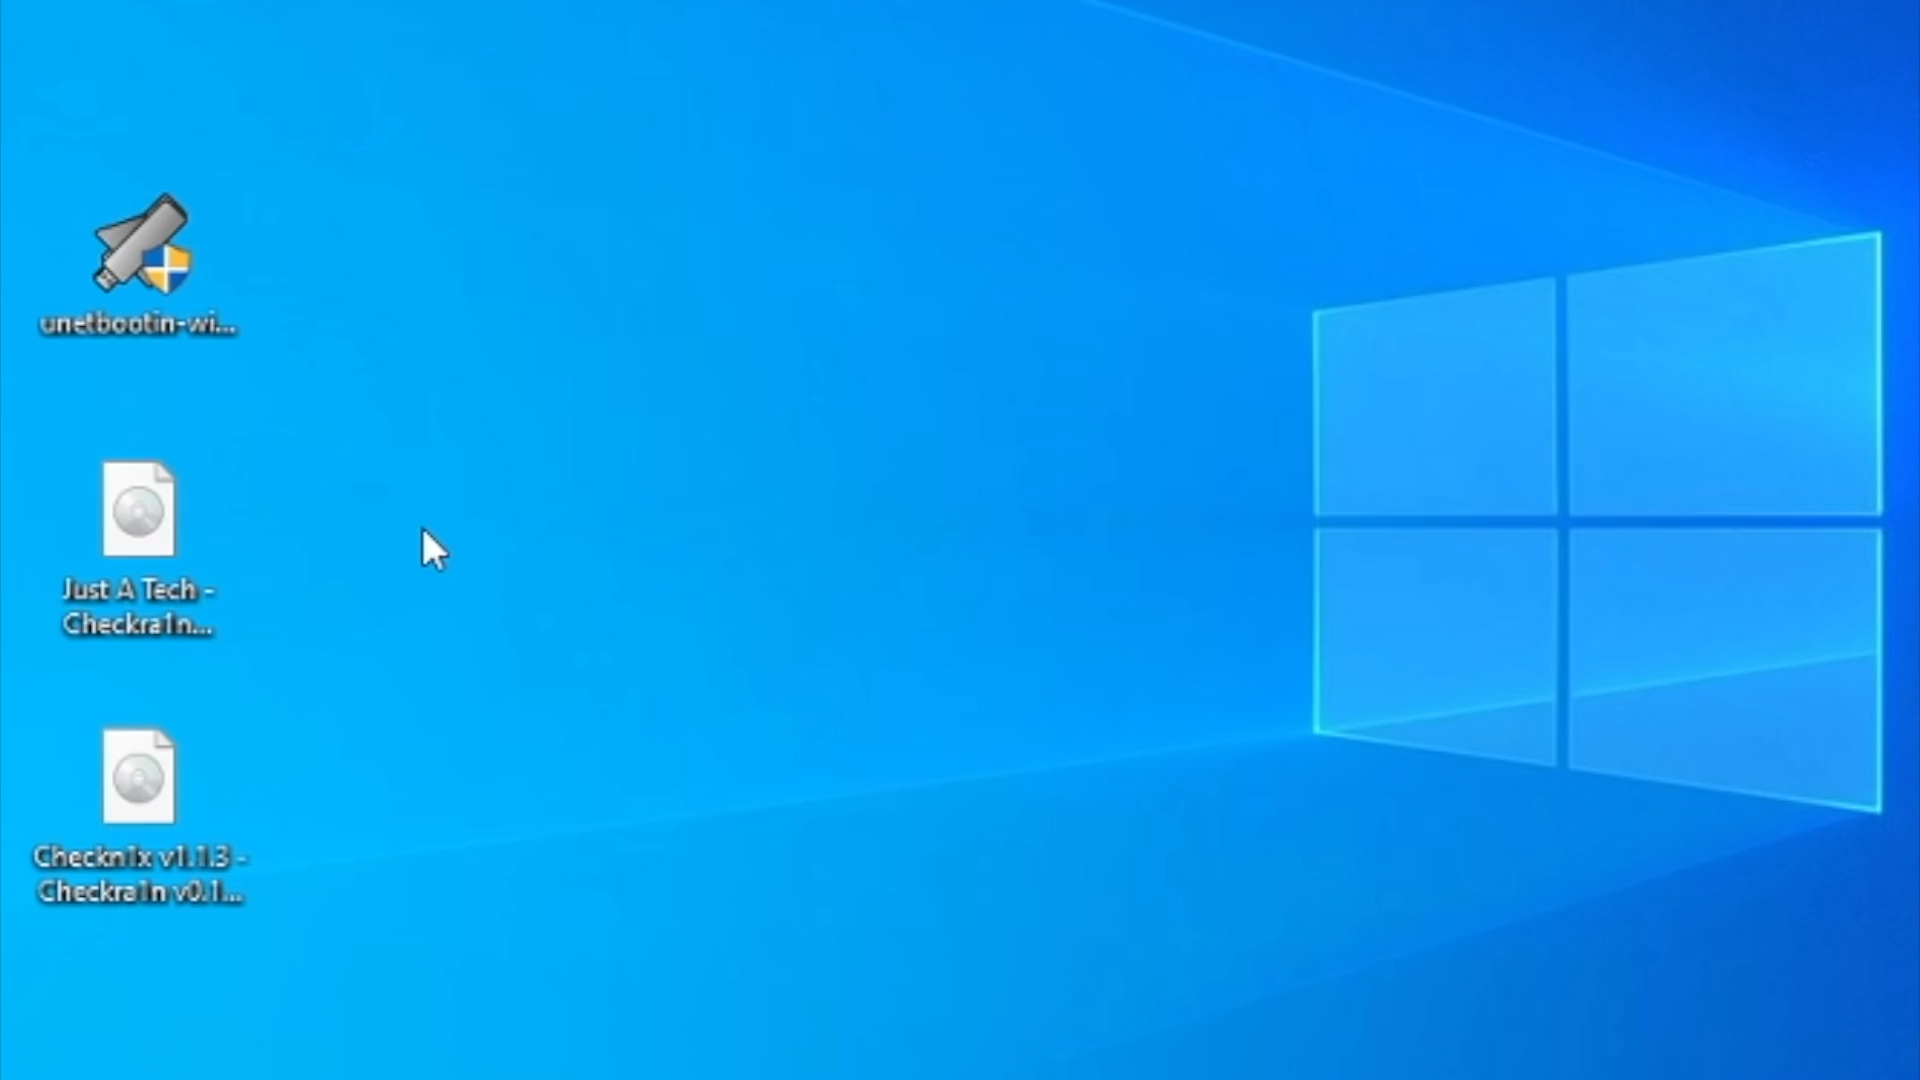 unetbootin-wi...
Just A Tech -
Checkra1n...
Checkn1x v1.1.3 -
Checkra1n v0.1...